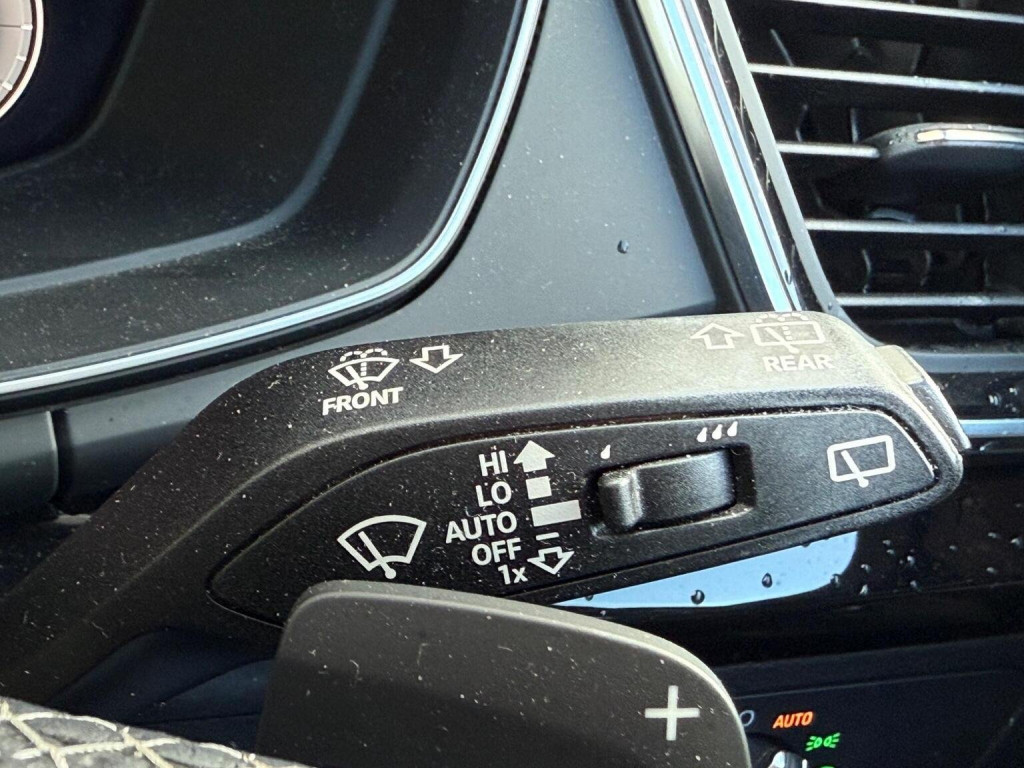 FRONT
REAR
HI
LO
AUTO
OFF
1x
+
AUTO